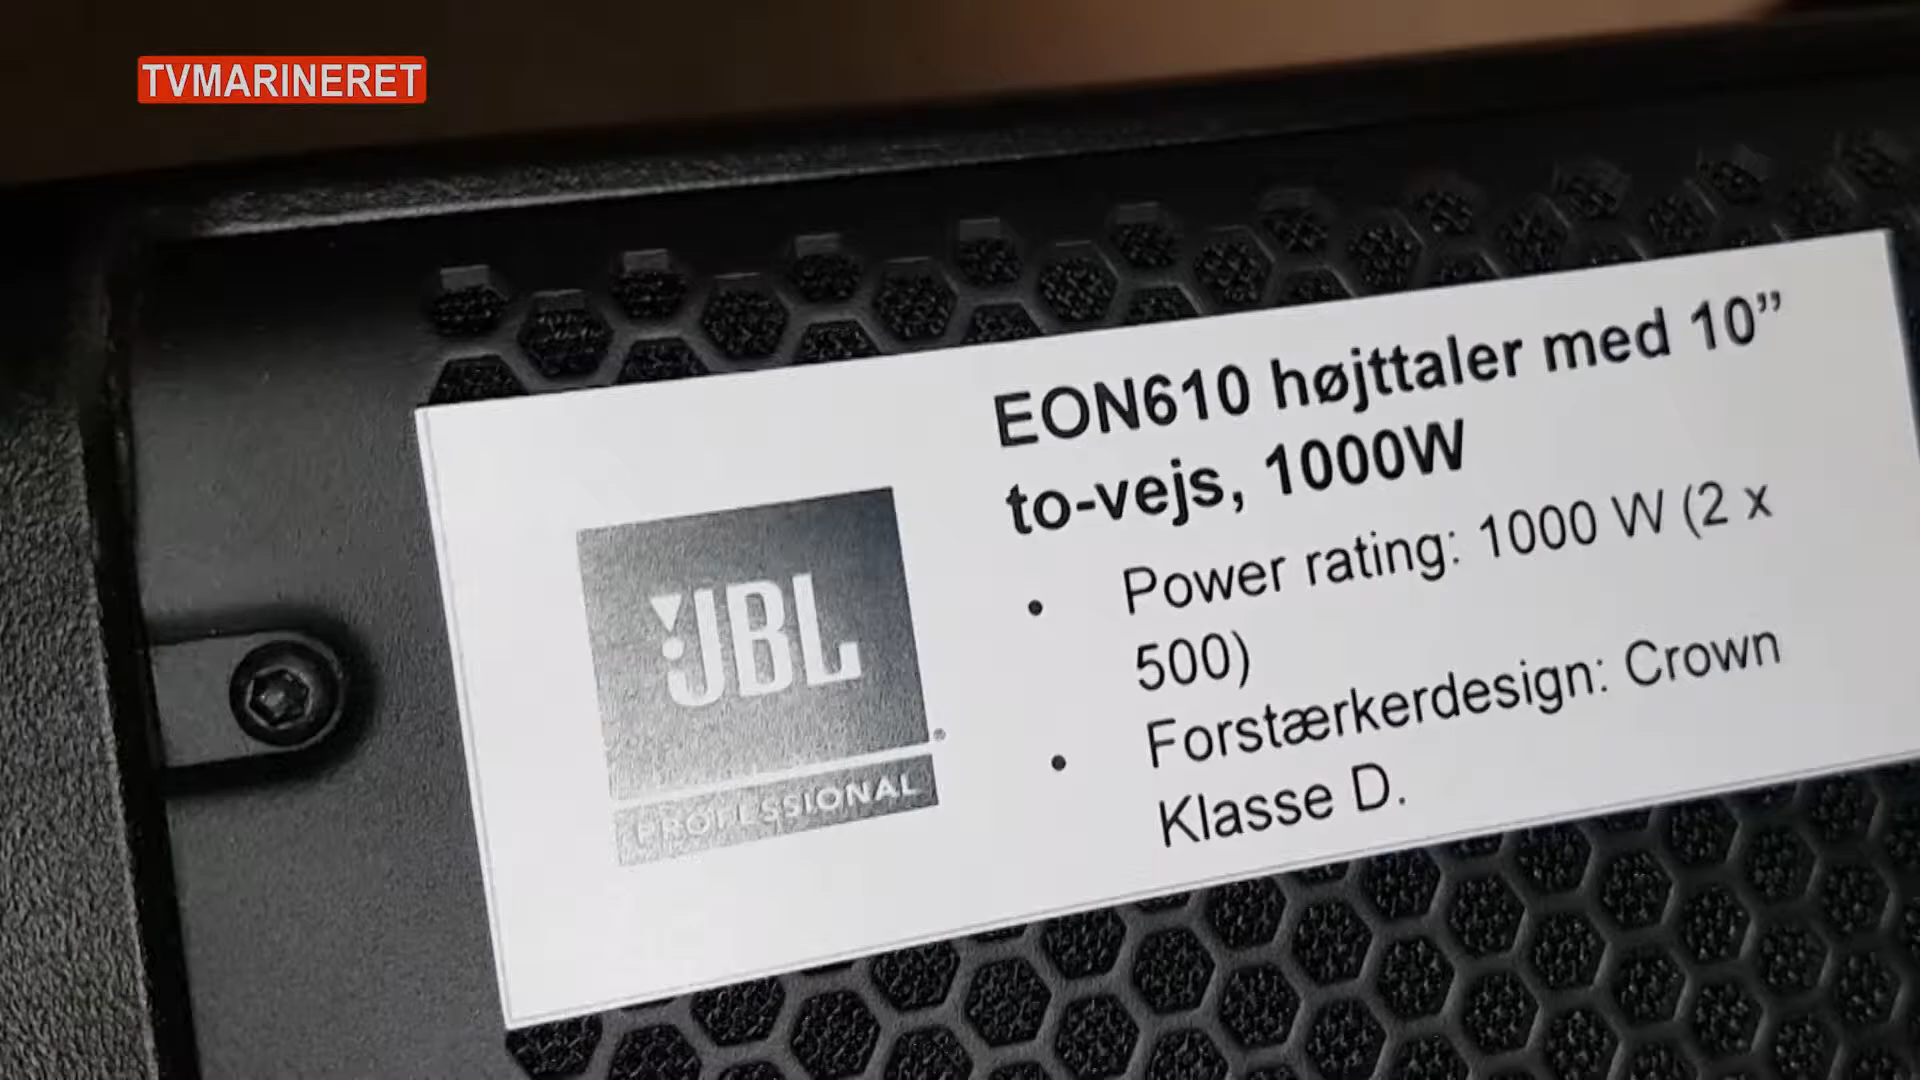 TVMARINERET
EON610 højttaler med 10”
to-vejs, 1000W
• Power rating: 1000 W (2 x
500)
• Forstærkerdesign: Crown
Klasse D.
JBL
PROFESSIONAL